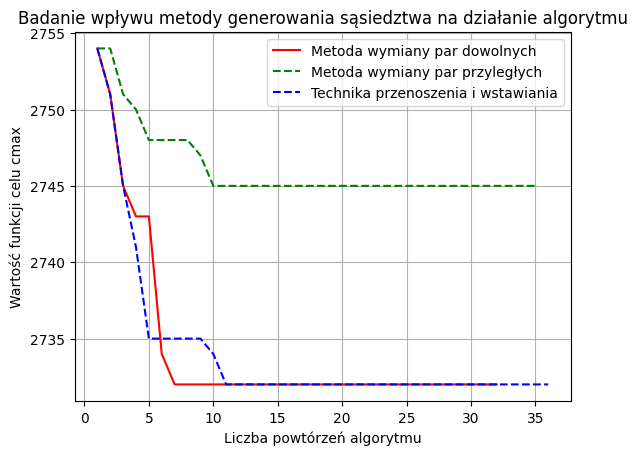 Badanie wpływu metody generowania sąsiedztwa na działanie algorytmu
Metoda wymiany par dowolnych
Metoda wymiany par przyległych
Technika przenoszenia i wstawiania
Wartość funkcji celu cmax
2755
2750
2745
2740
2735
0 5 10 15 20 25 30 35
Liczba powtórzeń algorytmu